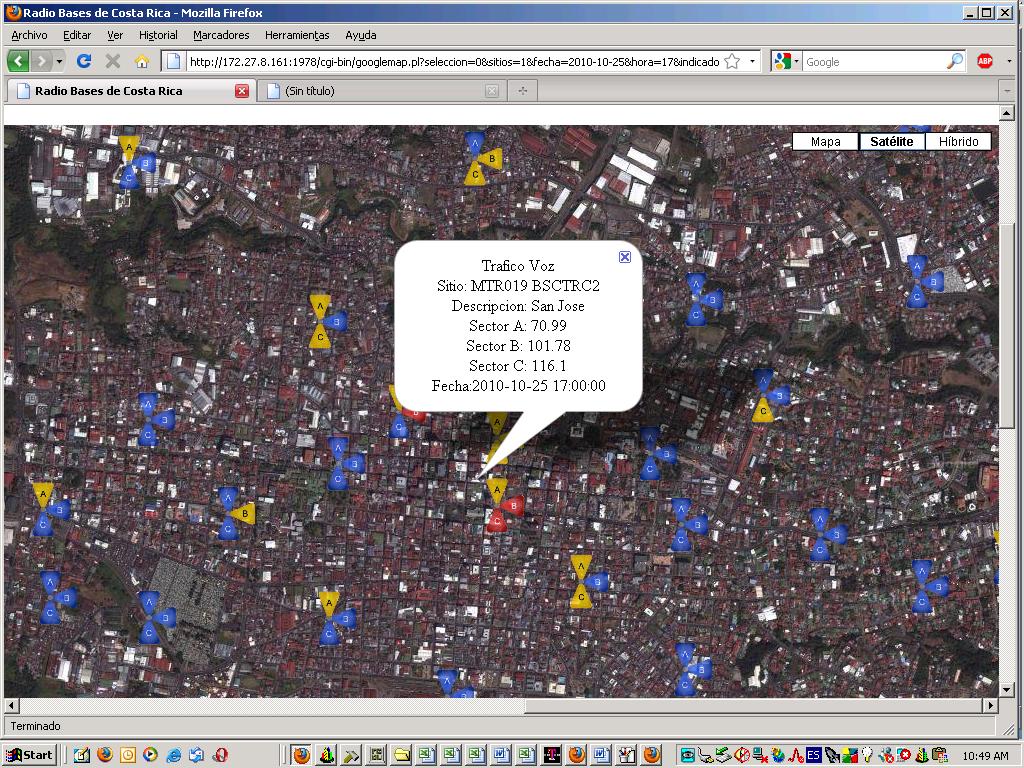 Radio Bases de Costa Rica - Mozilla Firefox
Archivo Editar Ver Historial Marcadores Herramientas Ayuda
http://172.27.8.161:1978/cgi-bin/googlemap.pl?seleccion=0&sitios=1&fecha=2010-10-25&hora=17&indicado
Google
ABP
Radio Bases de Costa Rica
(Sin título)
Mapa Satélite Híbrido
Trafico Voz
Sitio: MTR019 BSCTRC2
Descripcion: San Jose
Sector A: 70.99
Sector B: 101.78
Sector C: 116.1
Fecha:2010-10-25 17:00:00
Terminado
Start
ES
10:49 AM